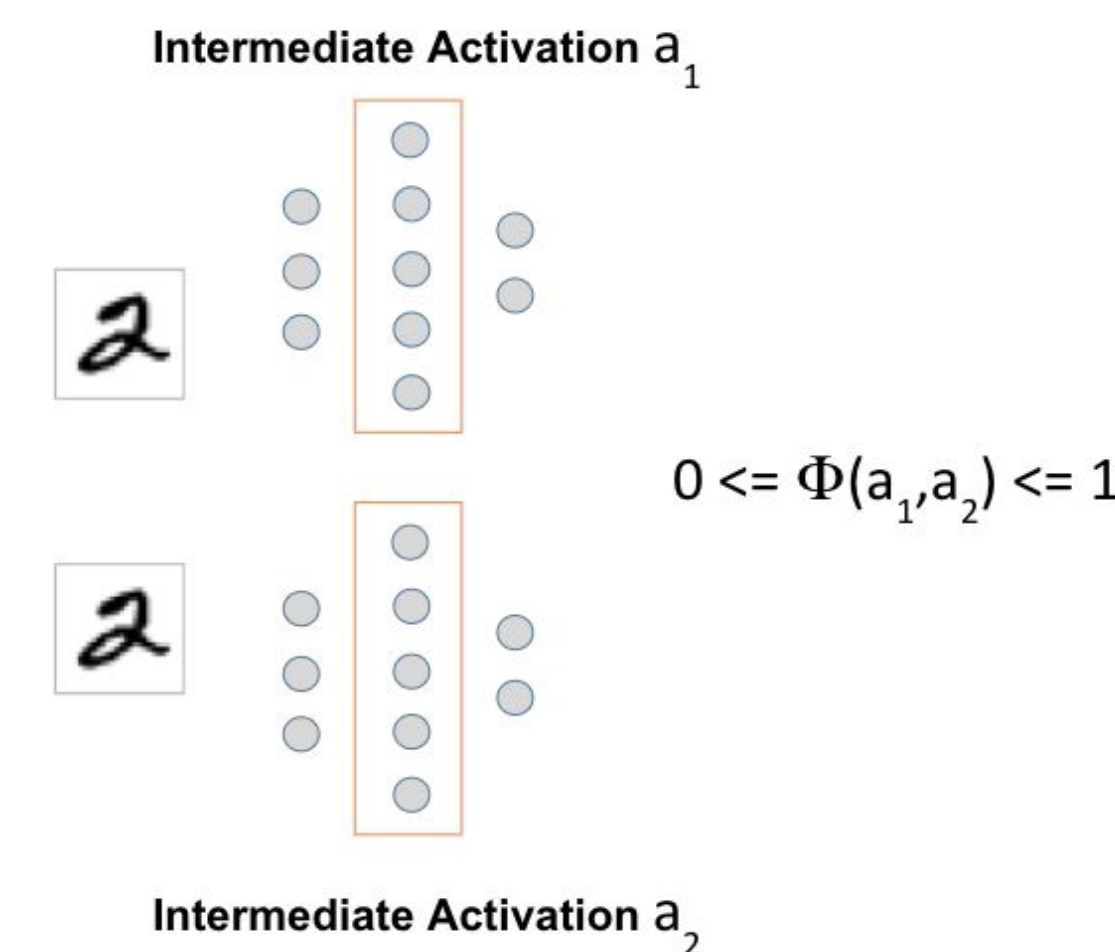 Intermediate Activation a₁
2
0 <= Φ(a₁,a₂) <= 1
2
Intermediate Activation a₂